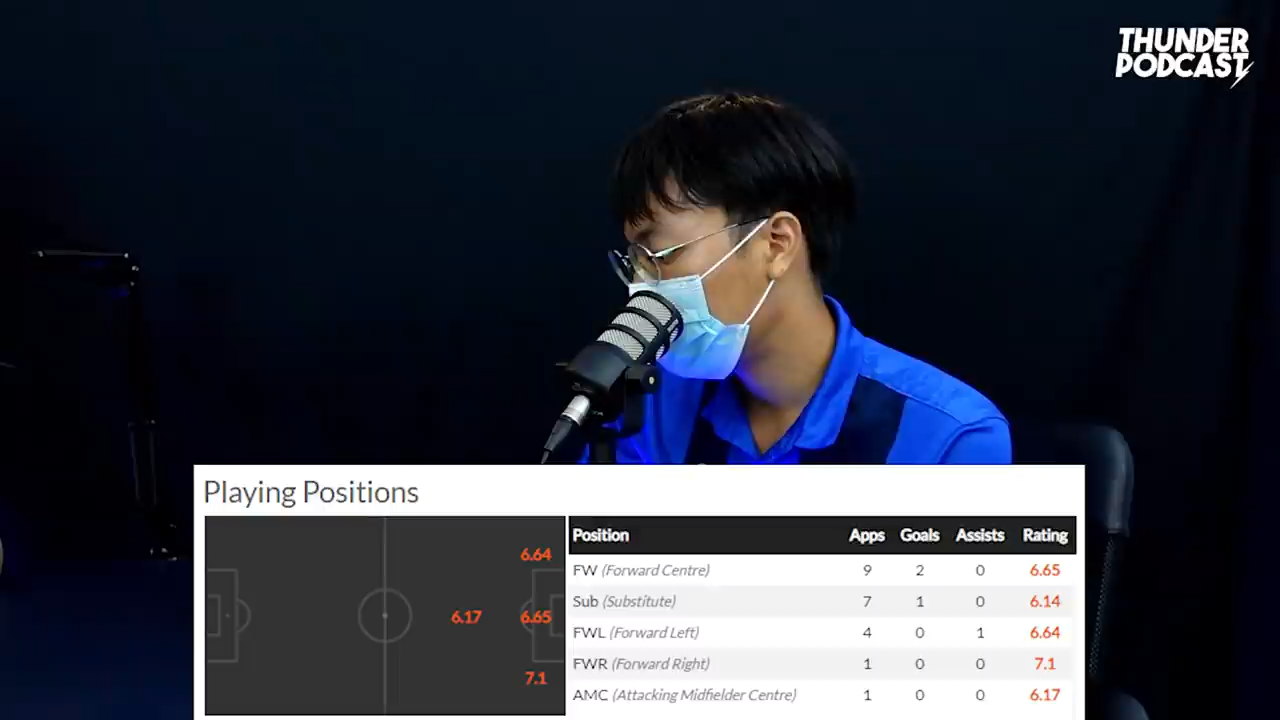 THUNDER
PODCAST
Playing Positions
6.64
6.17 6.65
7.1
Position Apps Goals Assists Rating
FW (Forward Centre) 9 2 0 6.65
Sub (Substitute) 7 1 0 6.14
FWL (Forward Left) 4 0 1 6.64
FWR (Forward Right) 1 0 0 7.1
AMC (Attacking Midfielder Centre) 1 0 0 6.17